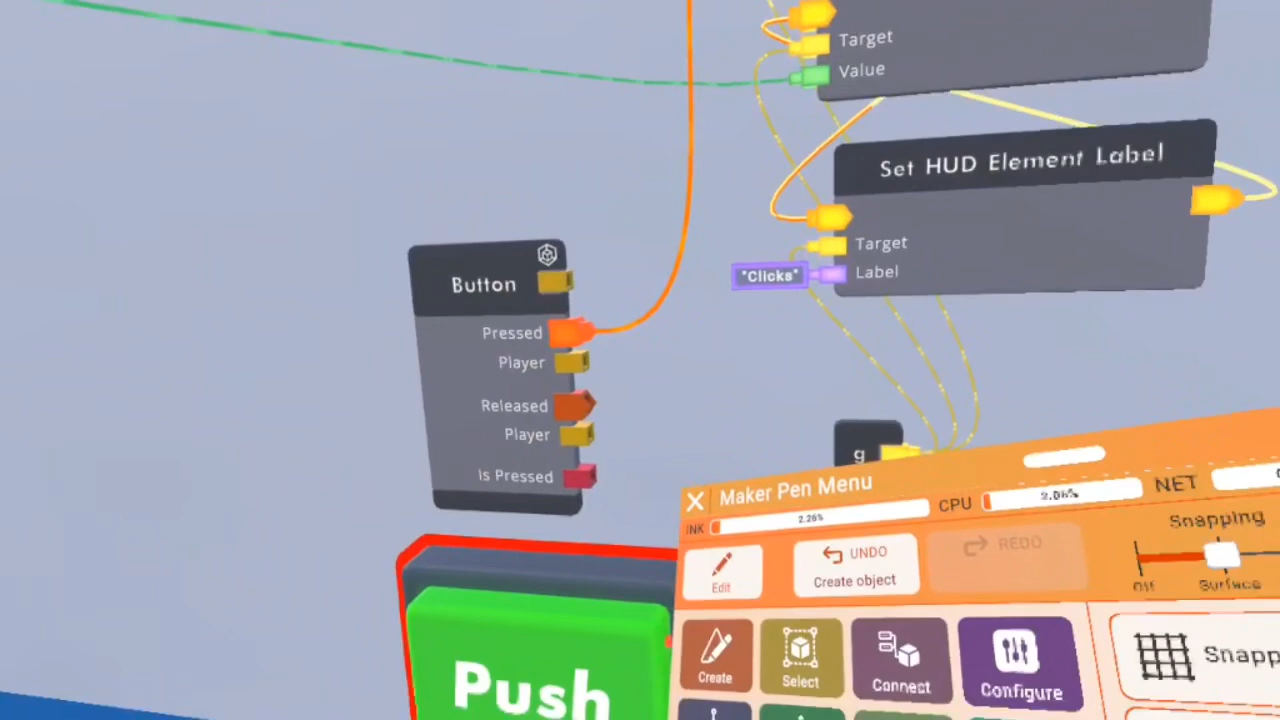 Target
Value
Set HUD Element Label
Target
"Clicks"
Label
Button
Pressed
Player
Released
Player
Is Pressed
g
Maker Pen Menu
INK
2.26%
CPU
2.06%
NET
Edit
UNDO
Create object
REDO
Snapping
Off
Surface
Create
Select
Connect
Configure
Snapp
Push